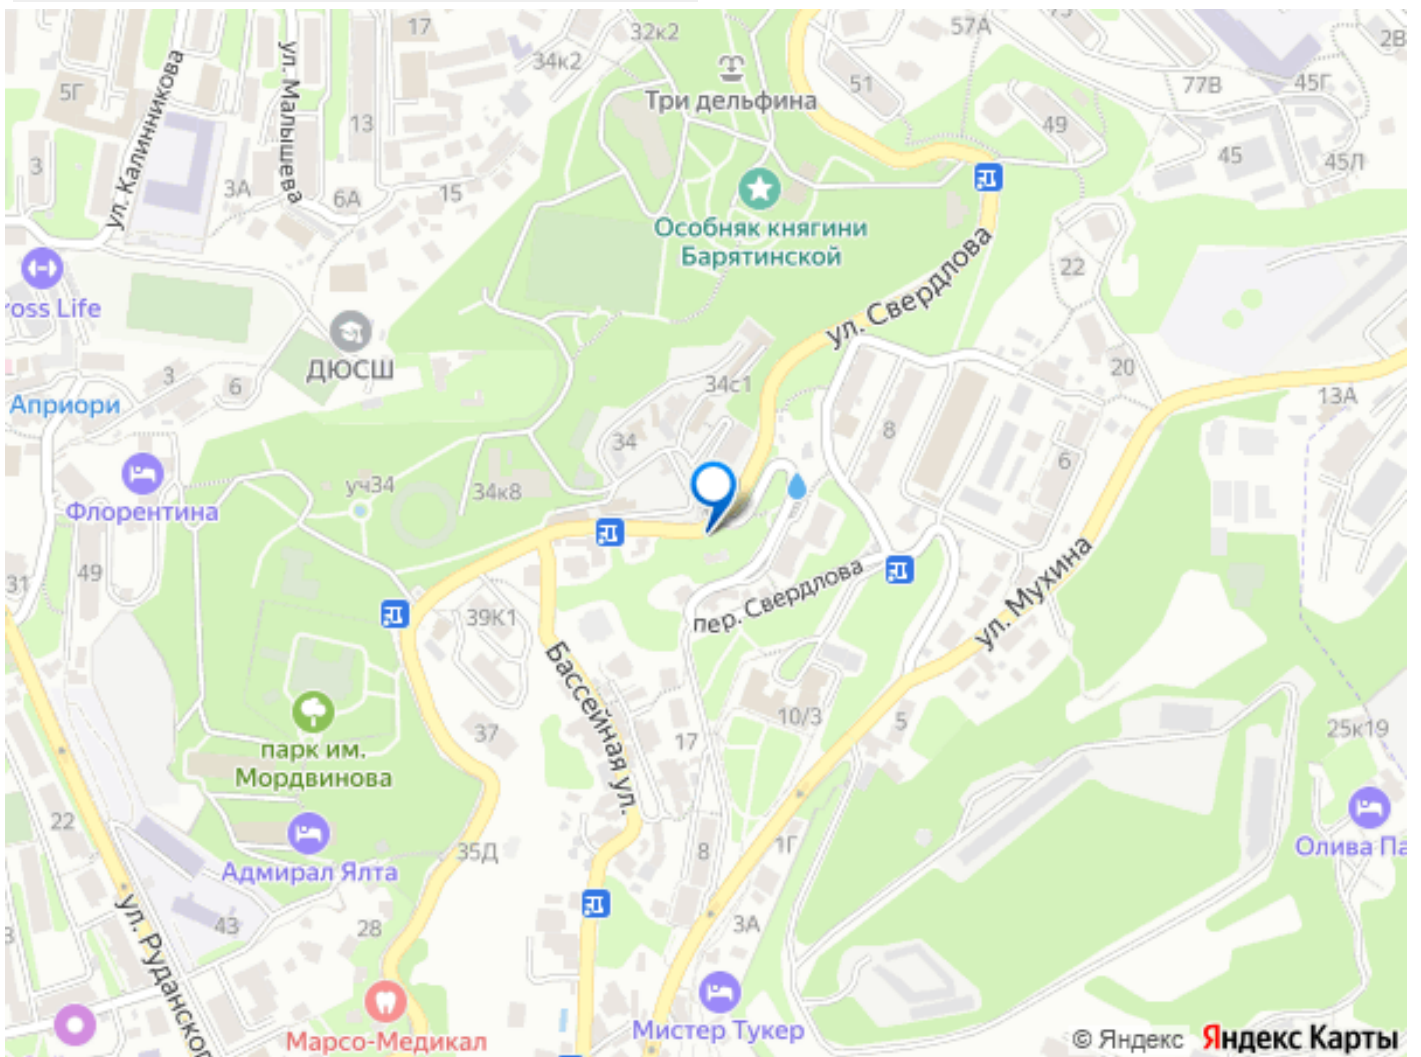 17
32к2
57А
2В
34к2
51
77В
45Г
5Г
ул. Калинникова
ул. Малышева
Три дельфина
13
49
45
45Л
3
3А
6А
15
Особняк княгини
Барятинской
ул. Свердлова
22
ross Life
ДЮСШ
3
6
34с1
20
13А
Априори
8
34
6
уч34
34к8
Флорентина
49
31
39К1
пер. Свердлова
ул. Мухина
Бассейная ул.
10/3
5
37
17
25к19
парк им.
Мордвинова
22
Адмирал Ялта
35Д
8
1Г
Олива Па
43
28
3А
ул. Руданског
Марсо-Медикал
Мистер Тукер
© Яндекс Яндекс Карты